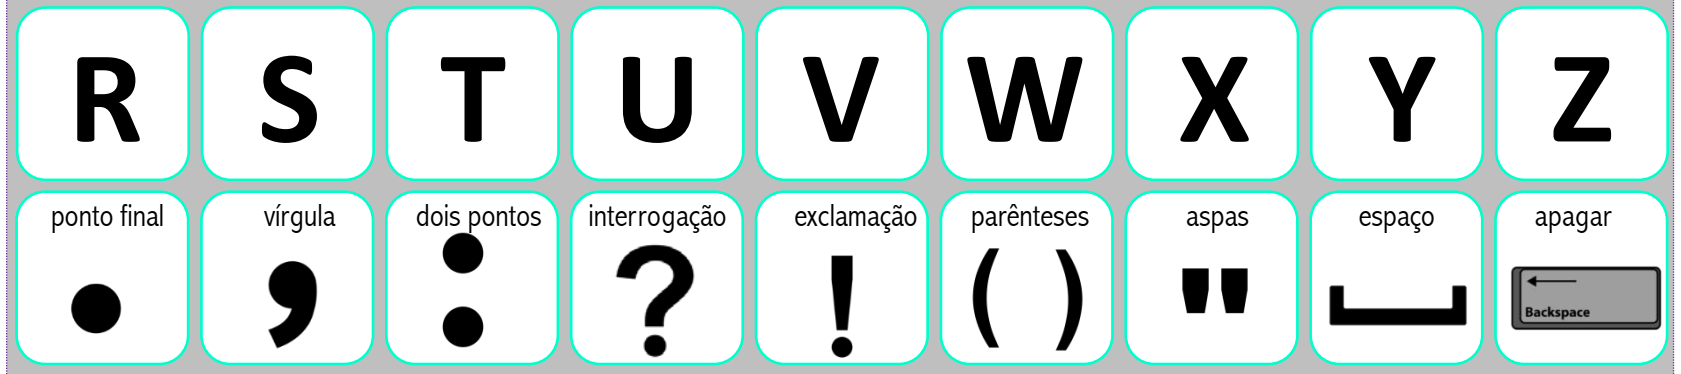 R S T U V W X Y Z
ponto final vírgula dois pontos interrogação exclamação parênteses aspas espaço apagar
. , : ? ! ( ) "
Backspace